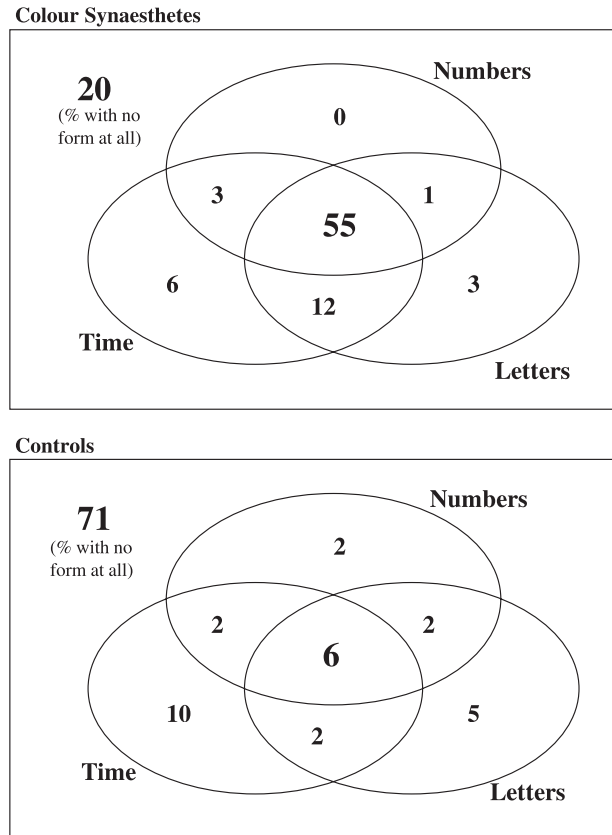 Colour Synaesthetes
Numbers
20
(% with no
form at all)
0
3
1
55
6
3
12
Time
Letters
Controls
Numbers
71
(% with no
form at all)
2
2
2
6
10
5
2
Time
Letters